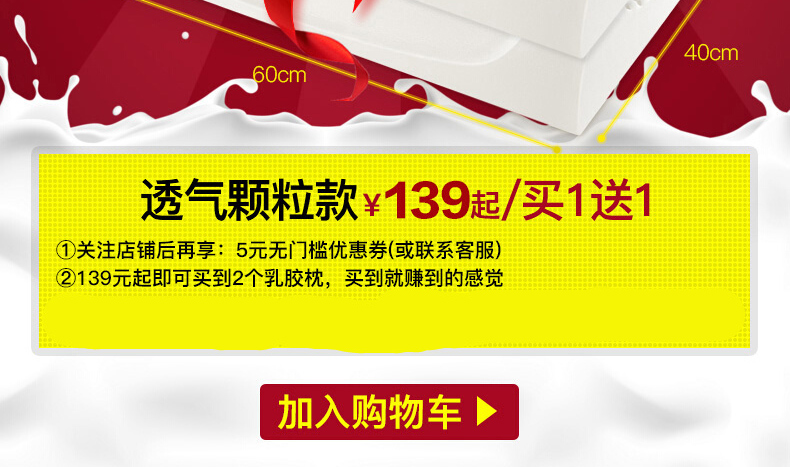 60cm
40cm
透气颗粒款¥139起/买1送1
①关注店铺后再享：5元无门槛优惠券(或联系客服)
②139元起即可买到2个乳胶枕，买到就赚到的感觉
加入购物车